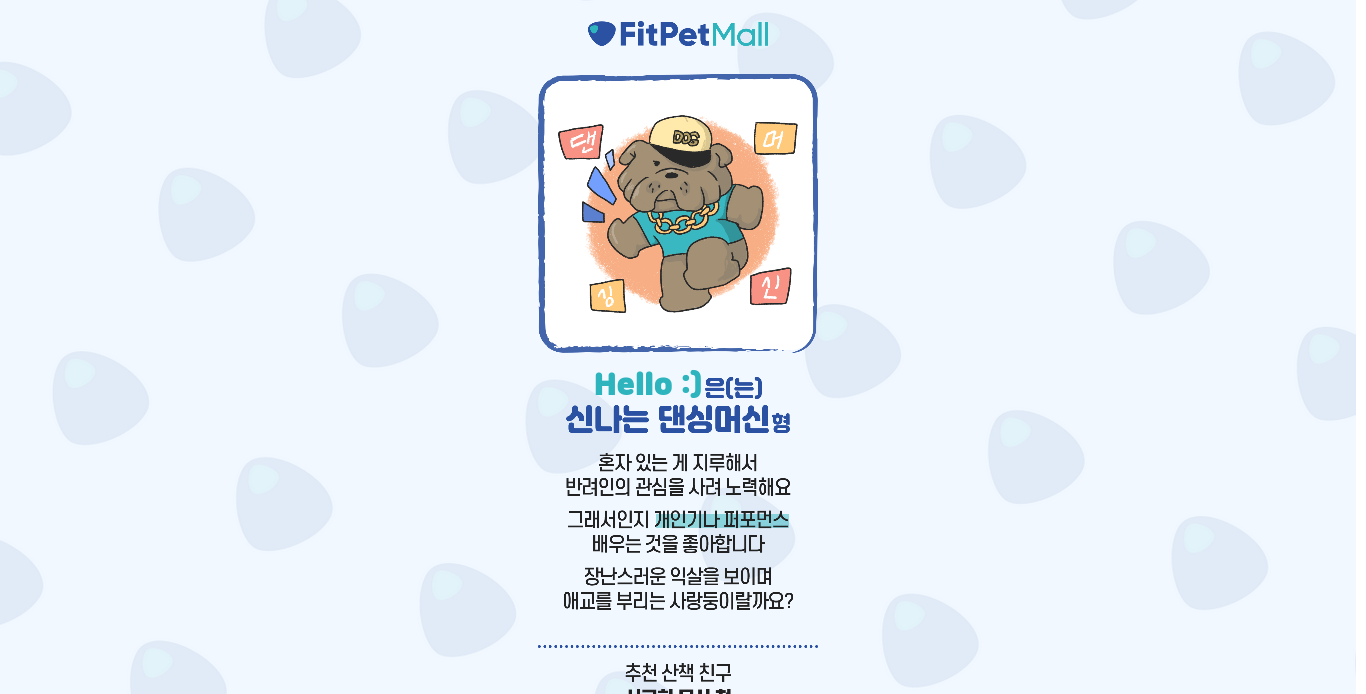 FitPetMall
댄
머
DOG
싱
신
Hello :)은(는)
신나는 댄싱머신형
혼자 있는 게 지루해서
반려인의 관심을 사려 노력해요
그래서인지 개인기나 퍼포먼스
배우는 것을 좋아합니다
장난스러운 익살을 보이며
애교를 부리는 사랑둥이랄까요?
추천 산책 친구